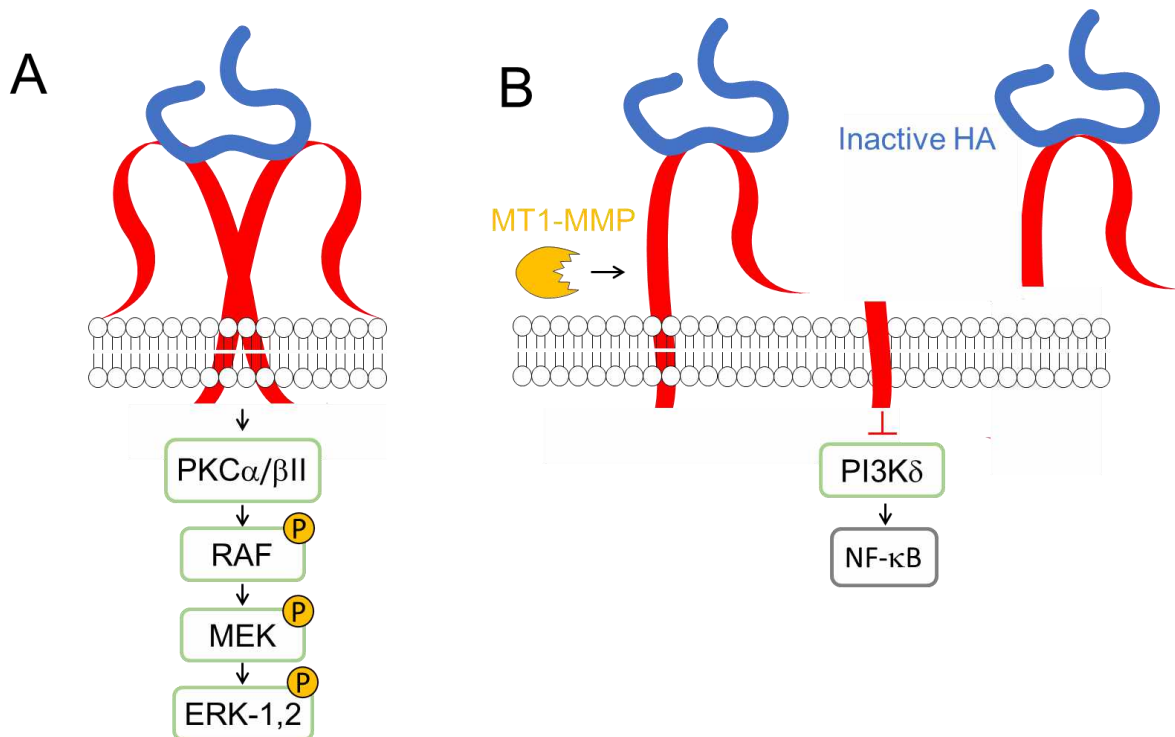 A
PKCα/βII
RAF
P
MEK
P
ERK-1,2
P
B
Inactive HA
MT1-MMP
PI3Kδ
NF-κB